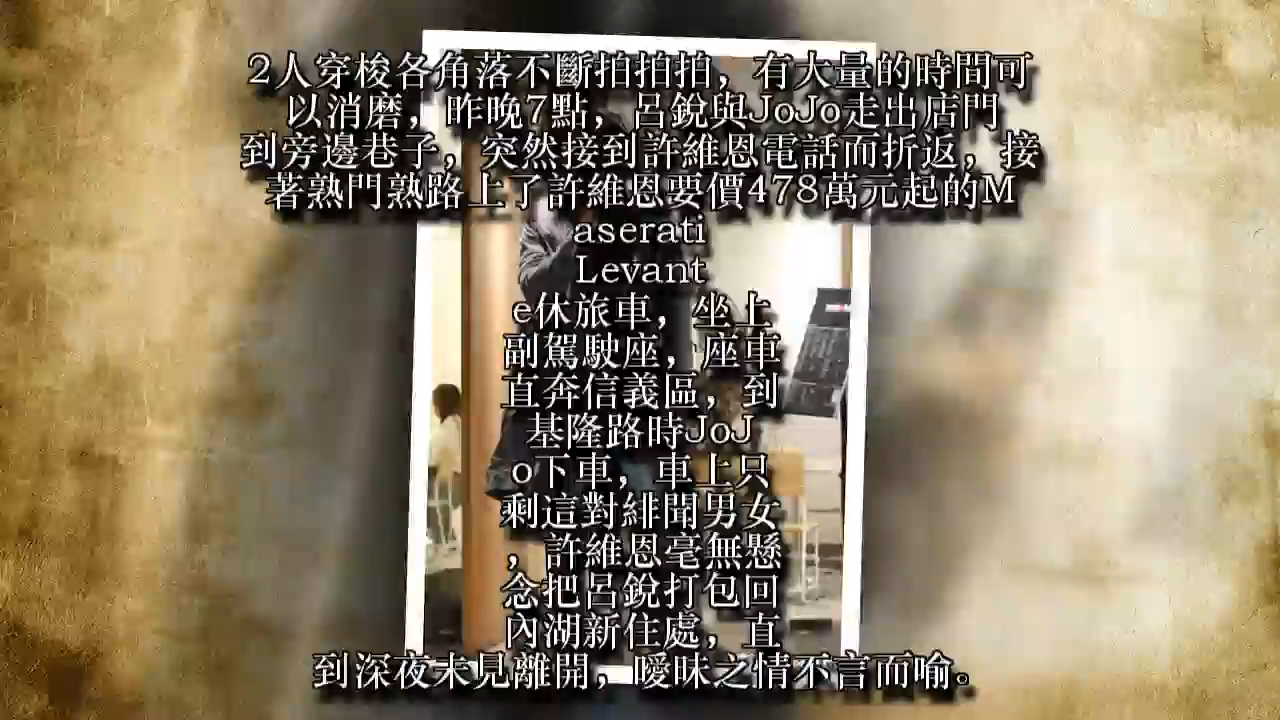 2人穿梭各角落不斷拍拍拍，有大量的時間可
以消磨，昨晚7點，呂銳與JoJo走出店門
到旁邊巷子，突然接到許維恩電話而折返，接
著熟門熟路上了許維恩要價478萬元起的M
aserati
Levant
e休旅車，坐上
副駕駛座，座車
直奔信義區，到
基隆路時JoJ
o下車，車上只
剩這對緋聞男女
，許維恩毫無懸
念把呂銳打包回
內湖新住處，直
到深夜未見離開，曖昧之情不言而喻。